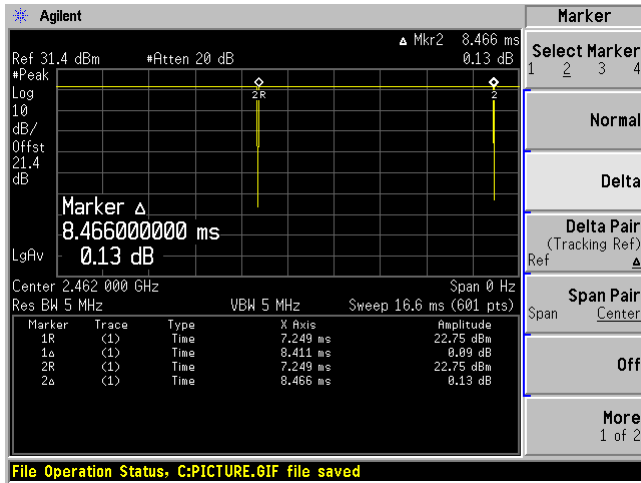 Agilent
Marker
Δ Mkr2 8.466 ms
Ref 31.4 dBm #Atten 20 dB 0.13 dB
#Peak
Log
10
dB/
Offst
21.4
dB
LgAv
2R
2
Marker Δ
8.466000000 ms
0.13 dB
Center 2.462 000 GHz Span 0 Hz
Res BW 5 MHz VBW 5 MHz Sweep 16.6 ms (601 pts)
Marker Trace Type X Axis Amplitude
1R (1) Time 7.249 ms 22.75 dBm
1Δ (1) Time 8.411 ms 0.09 dB
2R (1) Time 7.249 ms 22.75 dBm
2Δ (1) Time 8.466 ms 0.13 dB
Select Marker
1 2 3 4
Normal
Delta
Delta Pair
(Tracking Ref)
Ref Δ
Span Pair
Span Center
Off
More
1 of 2
File Operation Status, C:PICTURE.GIF file saved